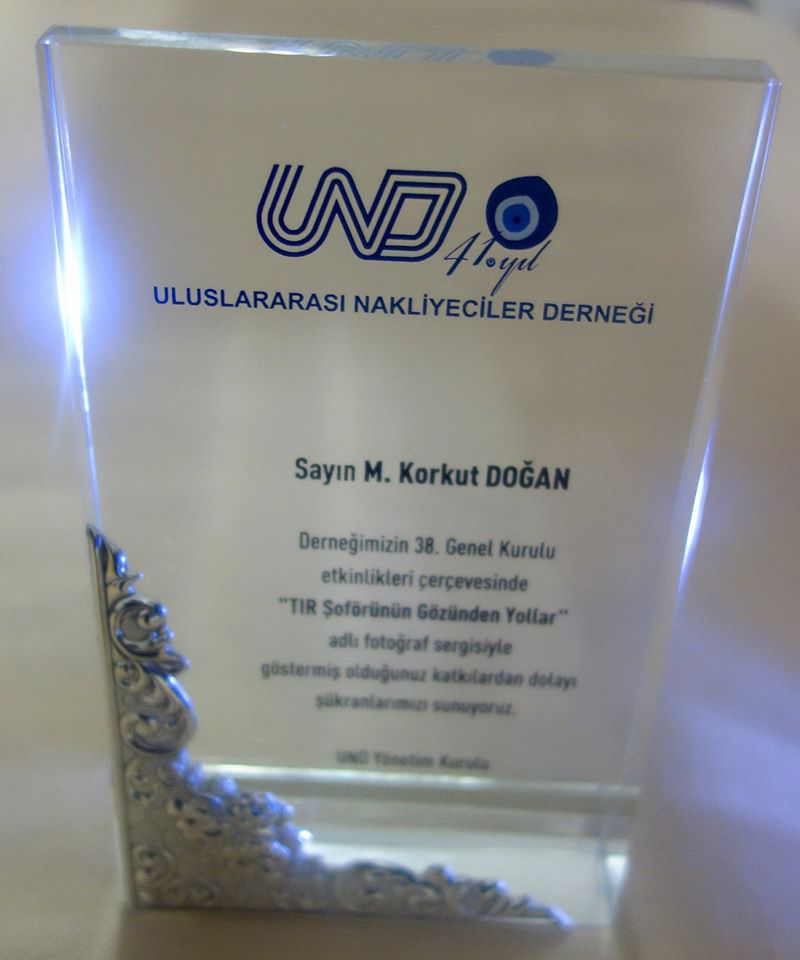 UND
41.yıl
ULUSLARARASI NAKLİYECİLER DERNEĞİ
Sayın M. Korkut DOĞAN
Derneğimizin 38. Genel Kurulu
etkinlikleri çerçevesinde
"TIR Şoförünün Gözünden Yollar"
adlı fotoğraf sergisiyle
göstermiş olduğunuz katkılardan dolayı
şükranlarımızı sunuyoruz.
UND Yönetim Kurulu